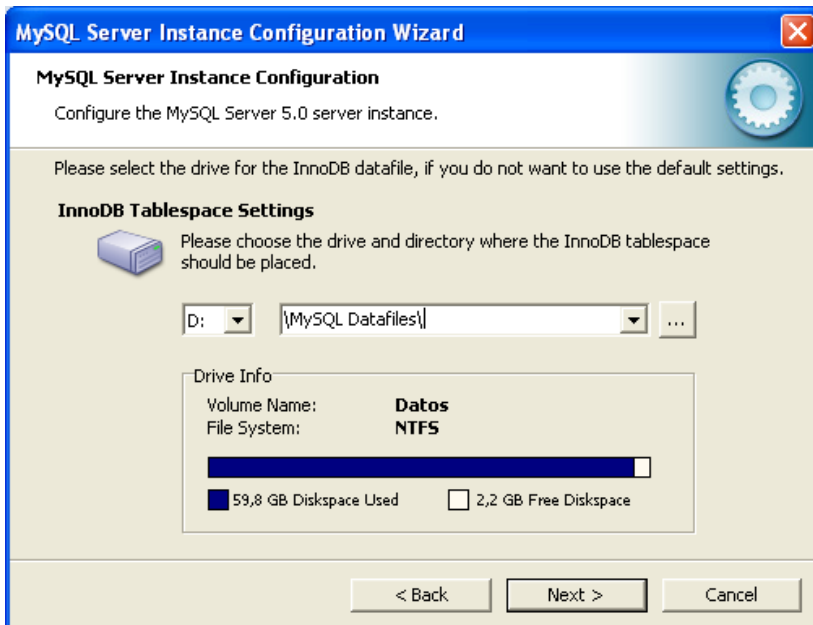 MySQL Server Instance Configuration Wizard
MySQL Server Instance Configuration
Configure the MySQL Server 5.0 server instance.
Please select the drive for the InnoDB datafile, if you do not want to use the default settings.
InnoDB Tablespace Settings
Please choose the drive and directory where the InnoDB tablespace
should be placed.
D: \MySQL Datafiles\ ...
Drive Info
Volume Name: Datos
File System: NTFS
59,8 GB Diskspace Used 2,2 GB Free Diskspace
< Back Next > Cancel